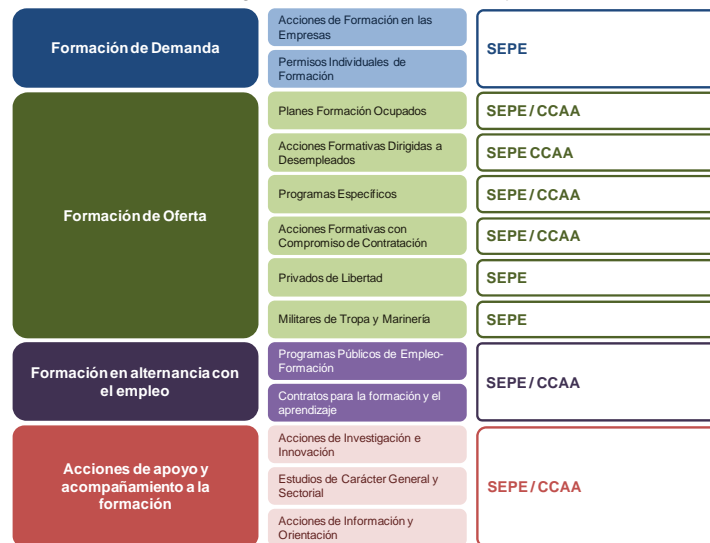 Formación de Demanda
Acciones de Formación en las
Empresas
Permisos Individuales de
Formación
SEPE
Formación de Oferta
Planes Formación Ocupados
SEPE / CCAA
Acciones Formativas Dirigidas a
Desempleados
SEPE CCAA
Programas Específicos
SEPE / CCAA
Acciones Formativas con
Compromiso de Contratación
SEPE / CCAA
Privados de Libertad
SEPE
Militares de Tropa y Marinería
SEPE
Formación en alternancia con
el empleo
Programas Públicos de Empleo-
Formación
Contratos para la formación y el
aprendizaje
SEPE / CCAA
Acciones de apoyo y
acompañamiento a la
formación
Acciones de Investigación e
Innovación
Estudios de Carácter General y
Sectorial
Acciones de Información y
Orientación
SEPE / CCAA